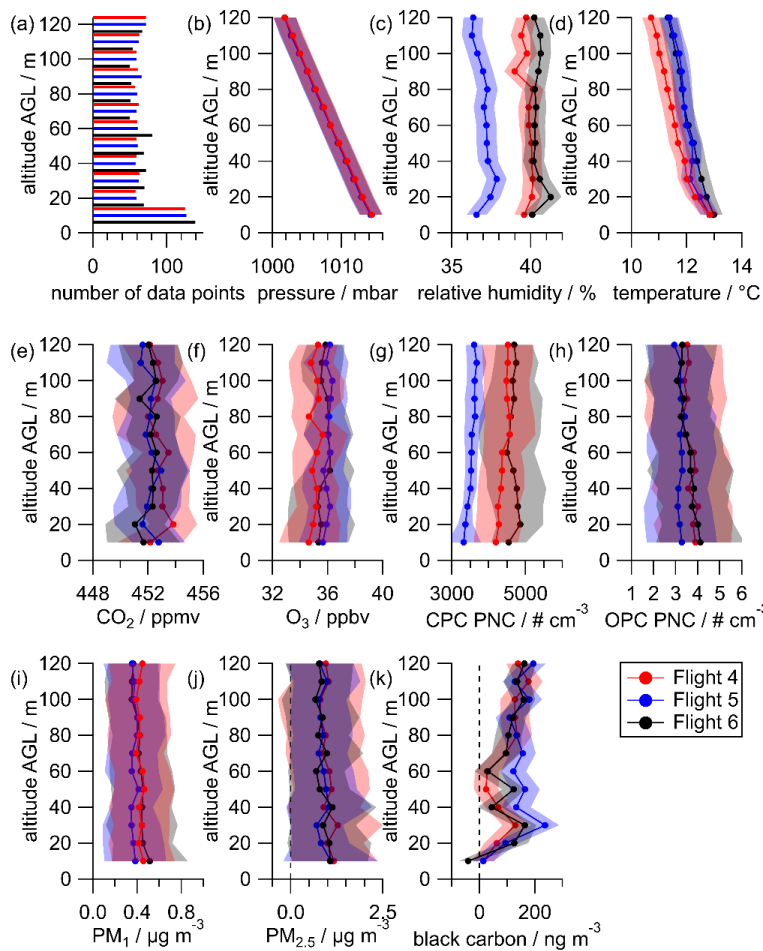 (a) (b) (c) (d)
altitude AGL / m altitude AGL / m altitude AGL / m altitude AGL / m
120 120 120 120
100 100 100 100
80 80 80 80
60 60 60 60
40 40 40 40
20 20 20 20
0 0 0 0
0 100 1000 1010 35 40 10 12 14
number of data points pressure / mbar relative humidity / % temperature / °C
(e) (f) (g) (h)
altitude AGL / m altitude AGL / m altitude AGL / m altitude AGL / m
120 120 120 120
100 100 100 100
80 80 80 80
60 60 60 60
40 40 40 40
20 20 20 20
0 0 0 0
448 452 456 32 36 40 3000 5000 1 2 3 4 5 6
CO₂ / ppmv O₃ / ppbv CPC PNC / # cm⁻³ OPC PNC / # cm⁻³
(i) (j) (k)
altitude AGL / m altitude AGL / m altitude AGL / m
120 120 120
100 100 100
80 80 80
60 60 60
40 40 40
20 20 20
0 0 0
0.0 0.4 0.8 0.0 2.5 0 200
PM₁ / µg m⁻³ PM₂.₅ / µg m⁻³ black carbon / ng m⁻³
Flight 4
Flight 5
Flight 6